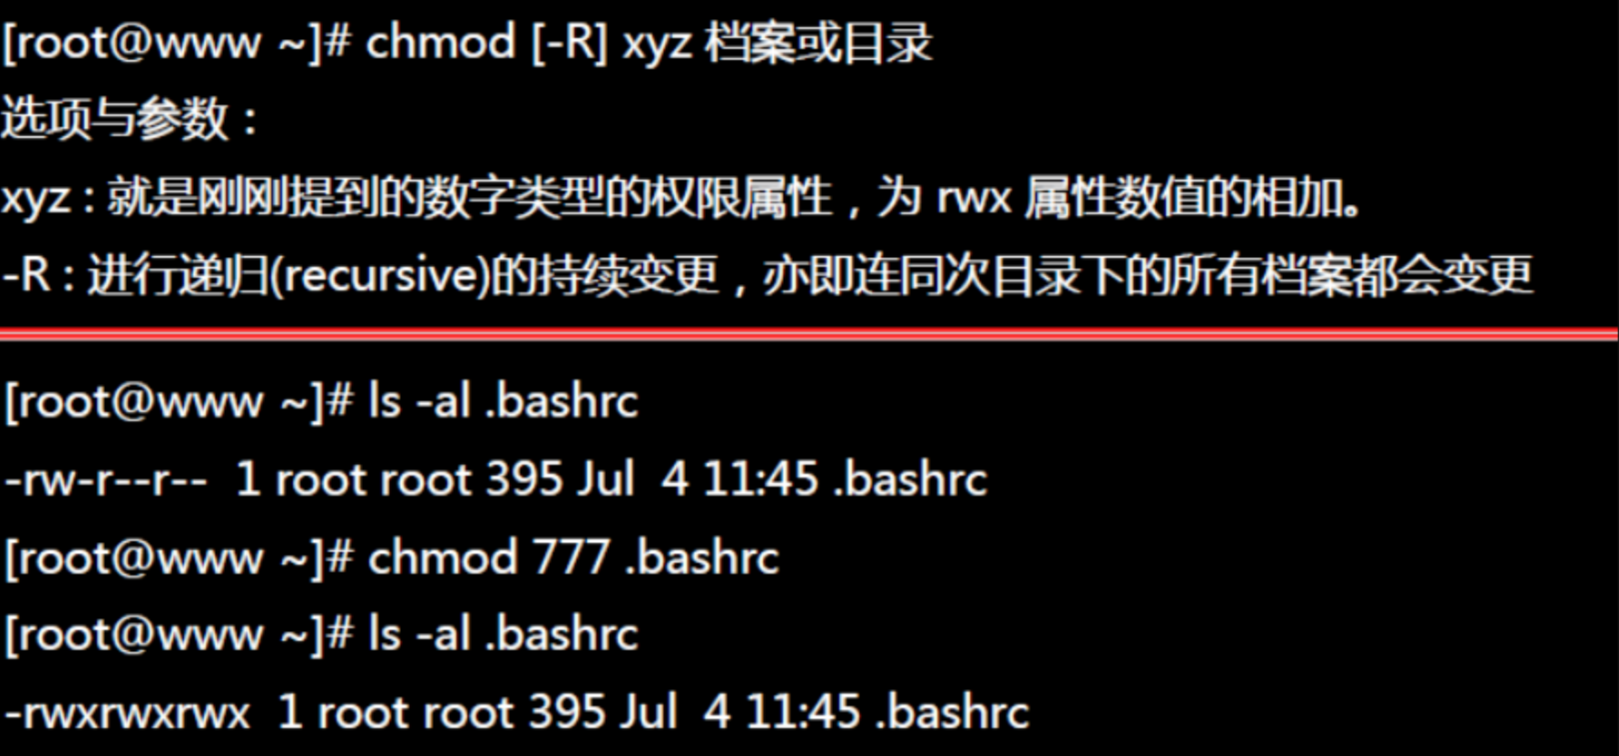 [root@www ~]# chmod [-R] xyz 档案或目录
选项与参数：
xyz : 就是刚刚提到的数字类型的权限属性，为 rwx 属性数值的相加。
-R : 进行递归(recursive)的持续变更，亦即连同次目录下的所有档案都会变更
[root@www ~]# ls -al .bashrc
-rw-r--r--  1 root root 395 Jul  4 11:45 .bashrc
[root@www ~]# chmod 777 .bashrc
[root@www ~]# ls -al .bashrc
-rwxrwxrwx  1 root root 395 Jul  4 11:45 .bashrc